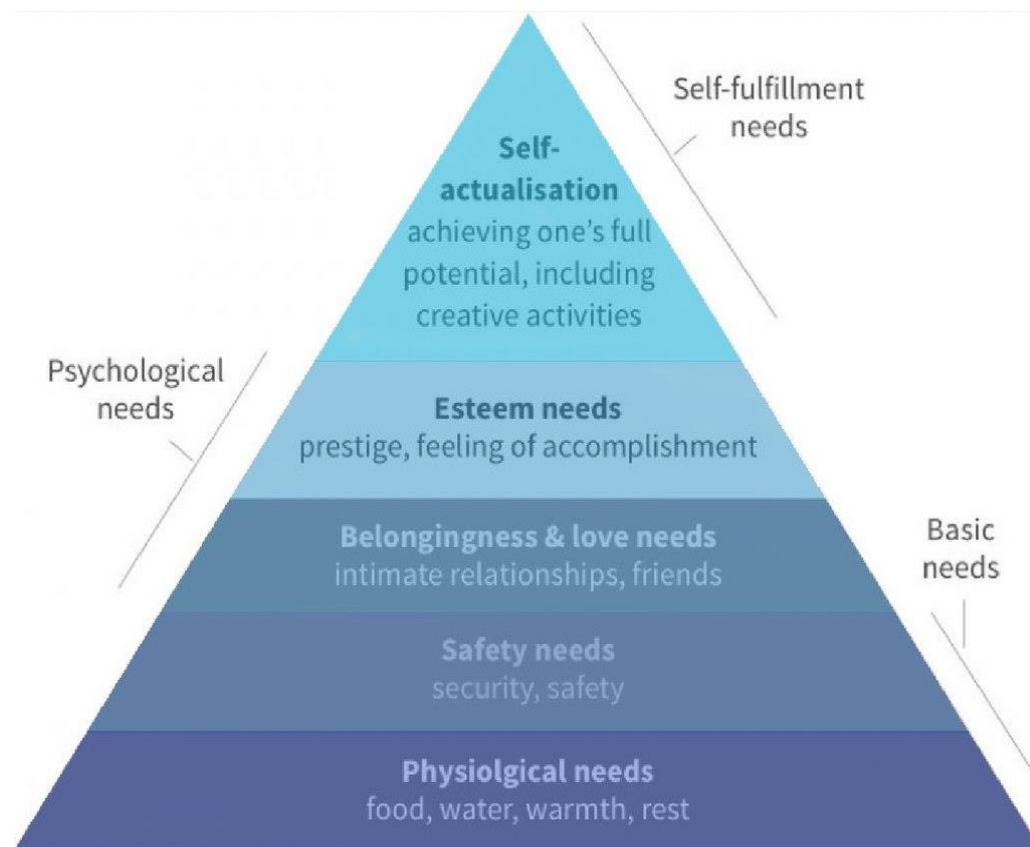 Self-fulfillment
needs
Self-
actualisation
achieving one's full
potential, including
creative activities
Psychological
needs
Esteem needs
prestige, feeling of accomplishment
Belongingness & love needs
intimate relationships, friends
Basic
needs
Safety needs
security, safety
Physiolgical needs
food, water, warmth, rest